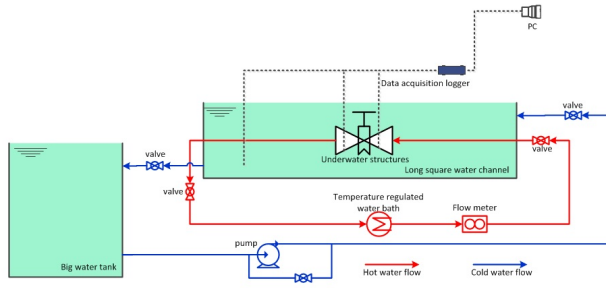 PC
Data acquisition logger
valve
Underwater structures
valve
Long square water channel
valve
valve
Temperature regulated
water bath
Flow meter
pump
Big water tank
Hot water flow
Cold water flow